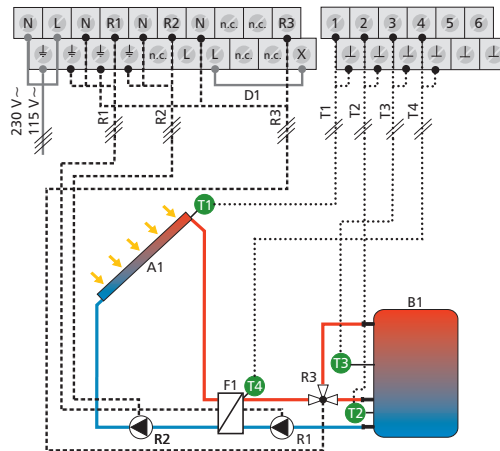 N L N R1 N R2 N n.c. n.c. R3
1 2 3 4 5 6
n.c. L L n.c. n.c. X
D1
230 V~
115 V~
R1
R2
R3
T1
T2
T3
T4
T1
A1
B1
T3
R3
F1
T4
T2
R2
R1